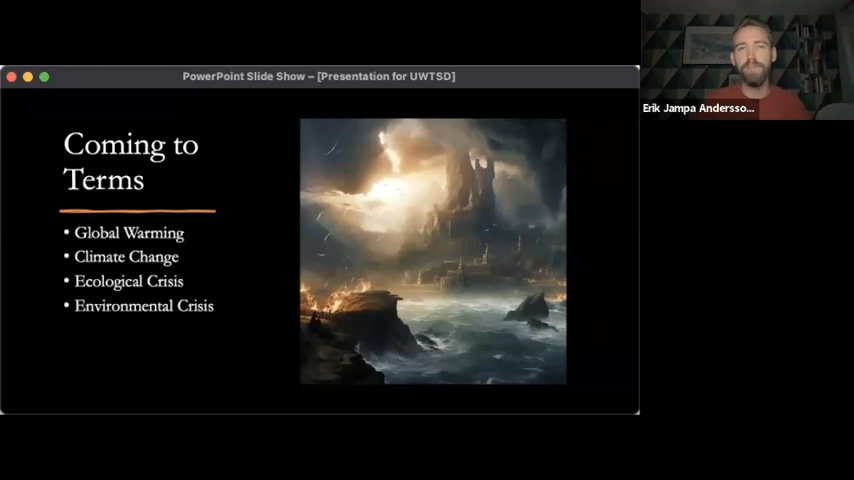 PowerPoint Slide Show – [Presentation for UWTSD]
Erik Jampa Andersso...
Coming to
Terms
• Global Warming
• Climate Change
• Ecological Crisis
• Environmental Crisis